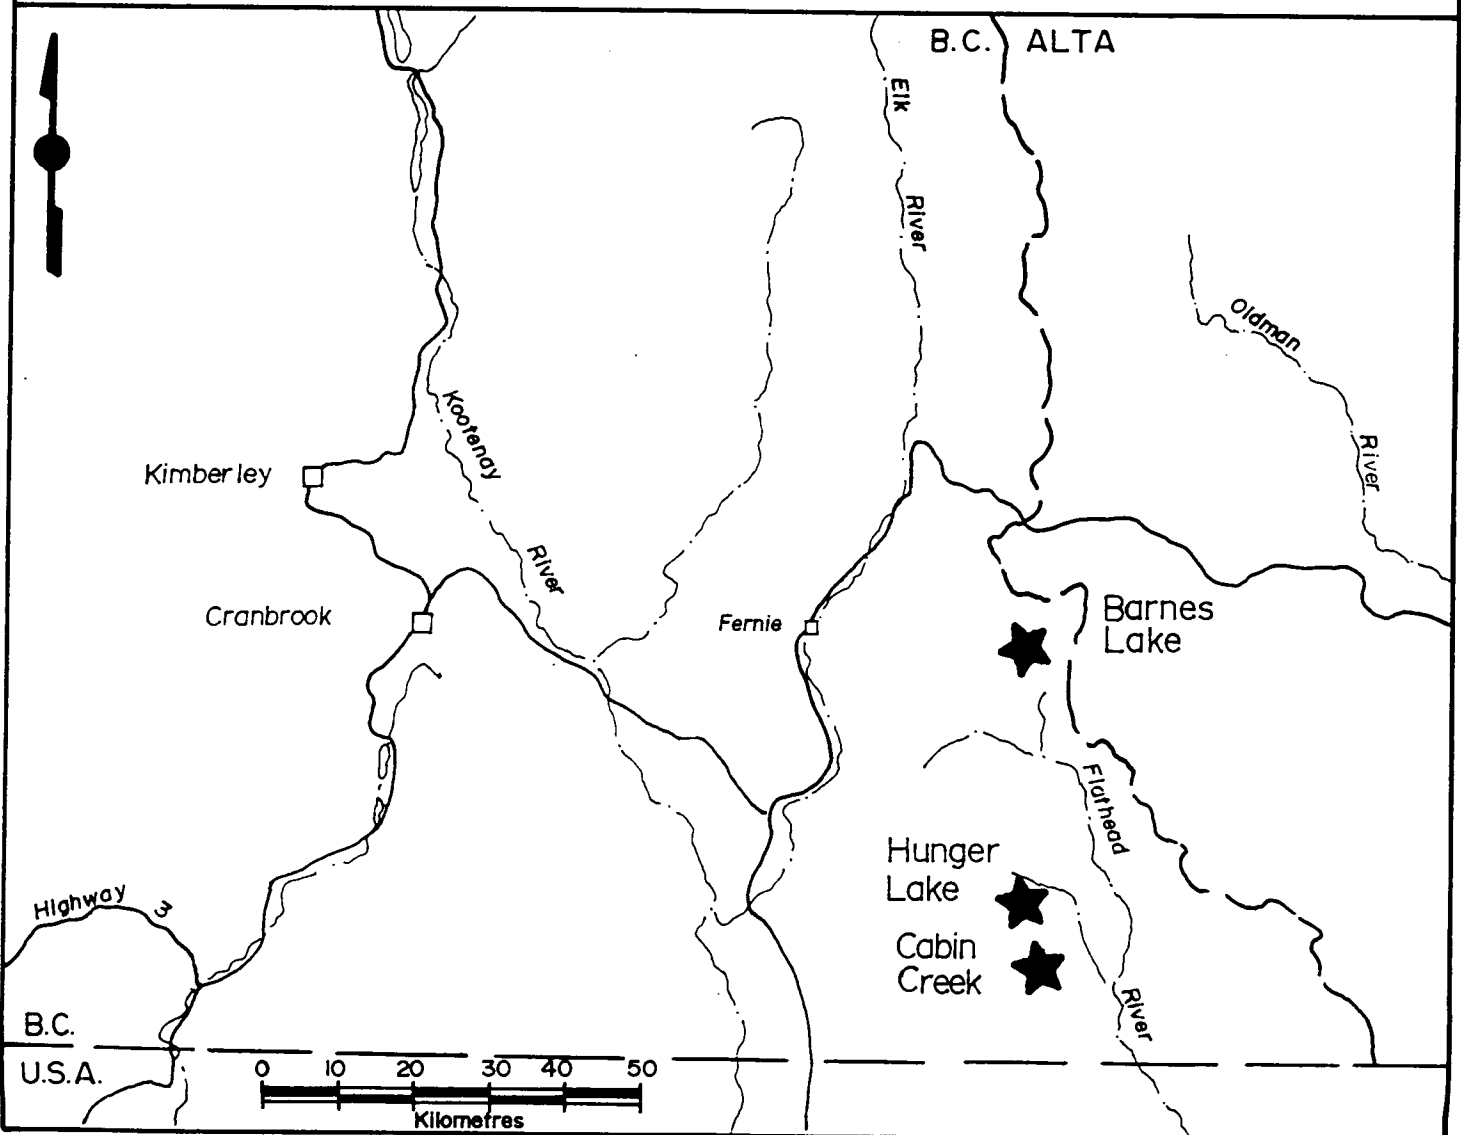 B.C. ALTA
Elk
River
Oldman
River
Kootenay
River
Kimberley
Cranbrook
Fernie
Barnes
Lake
Flathead
River
Hunger
Lake
Cabin
Creek
Highway 3
B.C.
U.S.A.
0 10 20 30 40 50
Kilometres